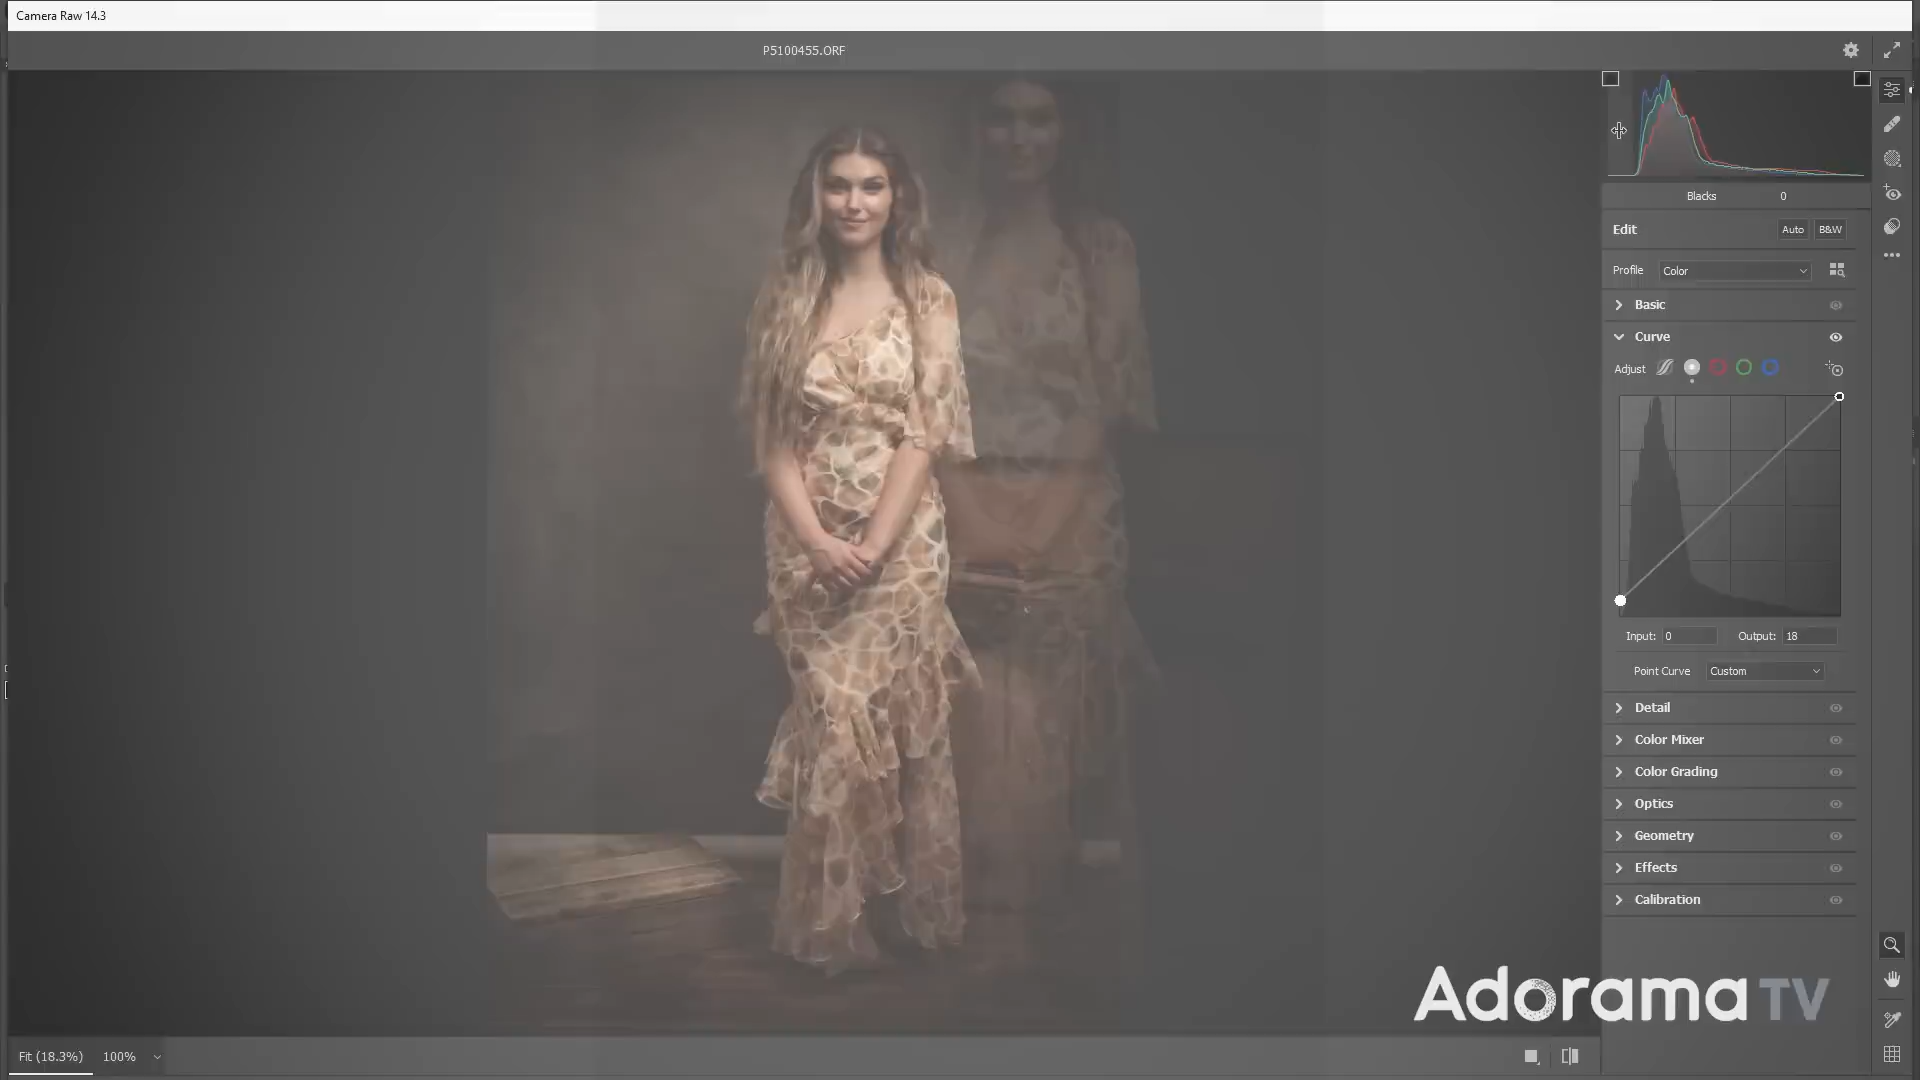 Camera Raw 14.3
P5100455.ORF
Blacks 0
Edit Auto B&W
Profile Color
Basic
Curve
Adjust
Input: 0 Output: 18
Point Curve Custom
Detail
Color Mixer
Color Grading
Optics
Geometry
Effects
Calibration
Adorama TV
Fit (18.3%) 100%